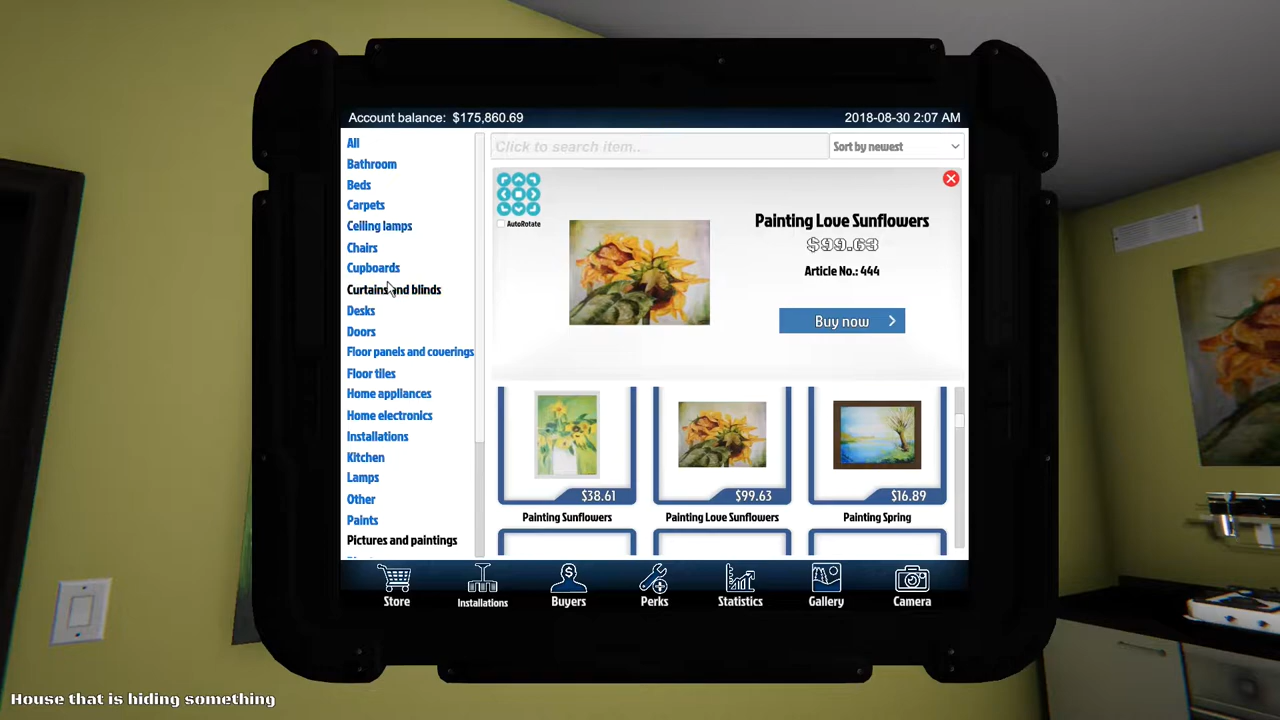 Account balance: $175,860.69
2018-08-30 2:07 AM
All
Bathroom
Beds
Carpets
Ceiling lamps
Chairs
Cupboards
Curtains and blinds
Desks
Doors
Floor panels and coverings
Floor tiles
Home appliances
Home electronics
Installations
Kitchen
Lamps
Other
Paints
Pictures and paintings
Click to search item...
Sort by newest
AutoRotate
Painting Love Sunflowers
$99.63
Article No.: 444
Buy now
$38.61
$99.63
$16.89
Painting Sunflowers
Painting Love Sunflowers
Painting Spring
Store
Installations
Buyers
Perks
Statistics
Gallery
Camera
House that is hiding something